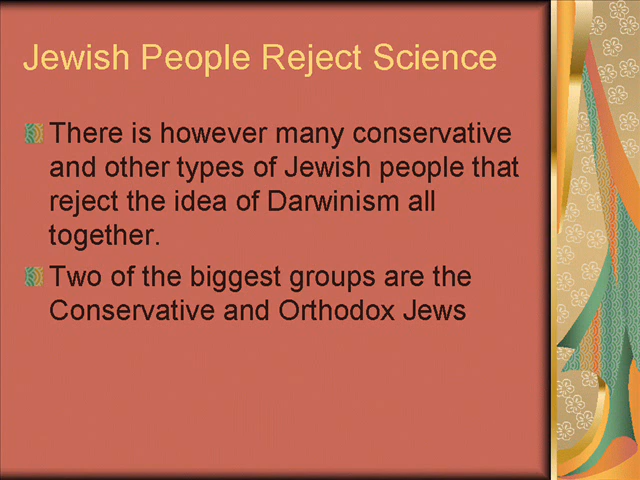 Jewish People Reject Science
There is however many conservative
and other types of Jewish people that
reject the idea of Darwinism all
together.
Two of the biggest groups are the
Conservative and Orthodox Jews